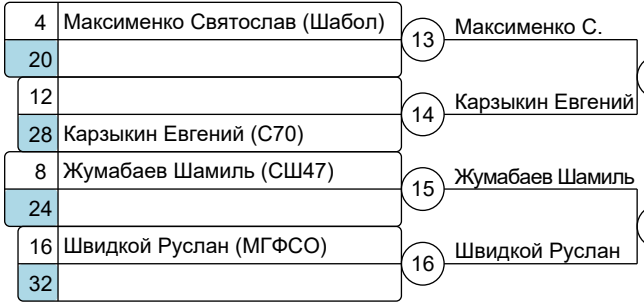 4 Максименко Святослав (Шабол)
13 Максименко С.
20
12
14 Карзыкин Евгений
28 Карзыкин Евгений (С70)
8 Жумабаев Шамиль (СШ47)
15 Жумабаев Шамиль
24
16 Швидкой Руслан (МГФСО)
16 Швидкой Руслан
32